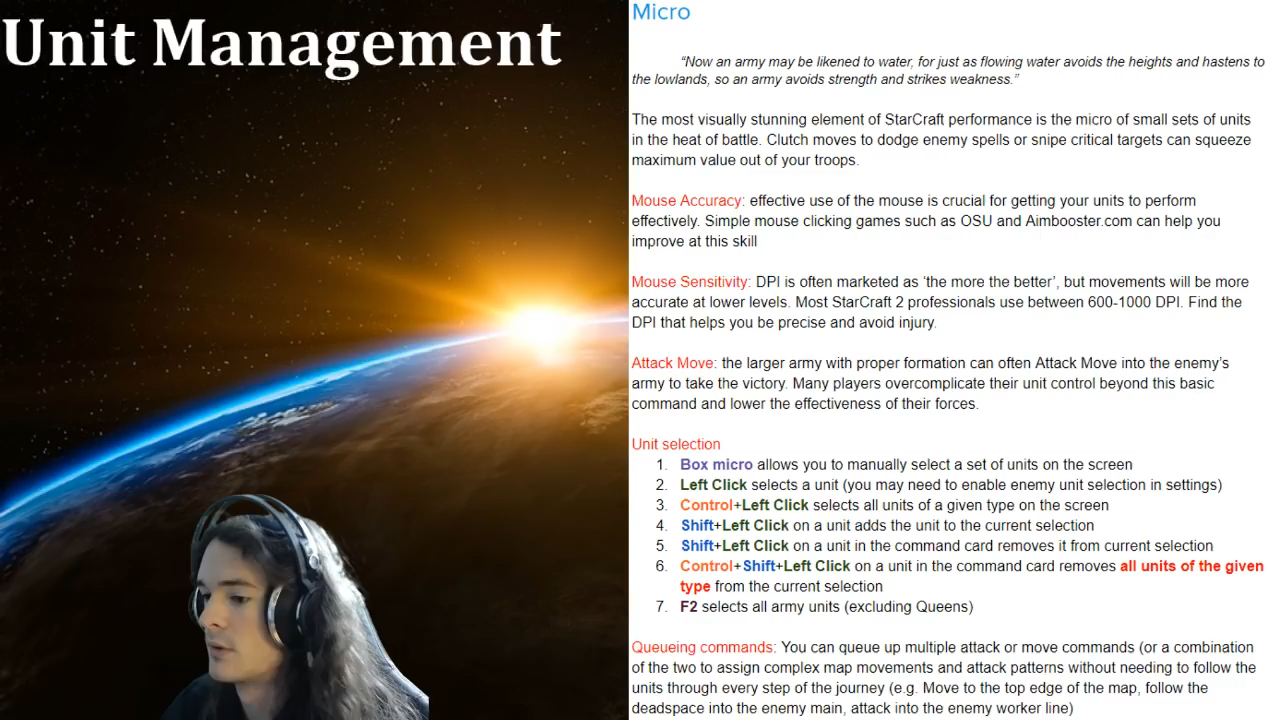 Unit Management
Micro
“Now an army may be likened to water, for just as flowing water avoids the heights and hastens to
the lowlands, so an army avoids strength and strikes weakness.”
The most visually stunning element of StarCraft performance is the micro of small sets of units
in the heat of battle. Clutch moves to dodge enemy spells or snipe critical targets can squeeze
maximum value out of your troops.
Mouse Accuracy: effective use of the mouse is crucial for getting your units to perform
effectively. Simple mouse clicking games such as OSU and Aimbooster.com can help you
improve at this skill
Mouse Sensitivity: DPI is often marketed as ‘the more the better’, but movements will be more
accurate at lower levels. Most StarCraft 2 professionals use between 600-1000 DPI. Find the
DPI that helps you be precise and avoid injury.
Attack Move: the larger army with proper formation can often Attack Move into the enemy’s
army to take the victory. Many players overcomplicate their unit control beyond this basic
command and lower the effectiveness of their forces.
Unit selection
1. Box micro allows you to manually select a set of units on the screen
2. Left Click selects a unit (you may need to enable enemy unit selection in settings)
3. Control+Left Click selects all units of a given type on the screen
4. Shift+Left Click on a unit adds the unit to the current selection
5. Shift+Left Click on a unit in the command card removes it from current selection
6. Control+Shift+Left Click on a unit in the command card removes all units of the given
type from the current selection
7. F2 selects all army units (excluding Queens)
Queueing commands: You can queue up multiple attack or move commands (or a combination
of the two to assign complex map movements and attack patterns without needing to follow the
units through every step of the journey (e.g. Move to the top edge of the map, follow the
deadspace into the enemy main, attack into the enemy worker line)